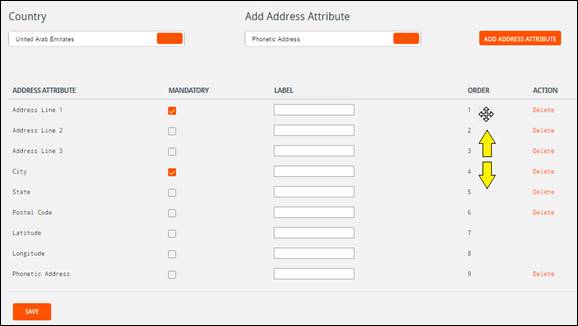 Country Add Address Attribute
United Arab Emirates Phonetic Address ADD ADDRESS ATTRIBUTE
ADDRESS ATTRIBUTE MANDATORY LABEL ORDER ACTION
Address Line 1 1 Delete
Address Line 2 2 Delete
Address Line 3 3 Delete
City 4 Delete
State 5 Delete
Postal Code 6 Delete
Latitude 7
Longitude 8
Phonetic Address 9 Delete
SAVE